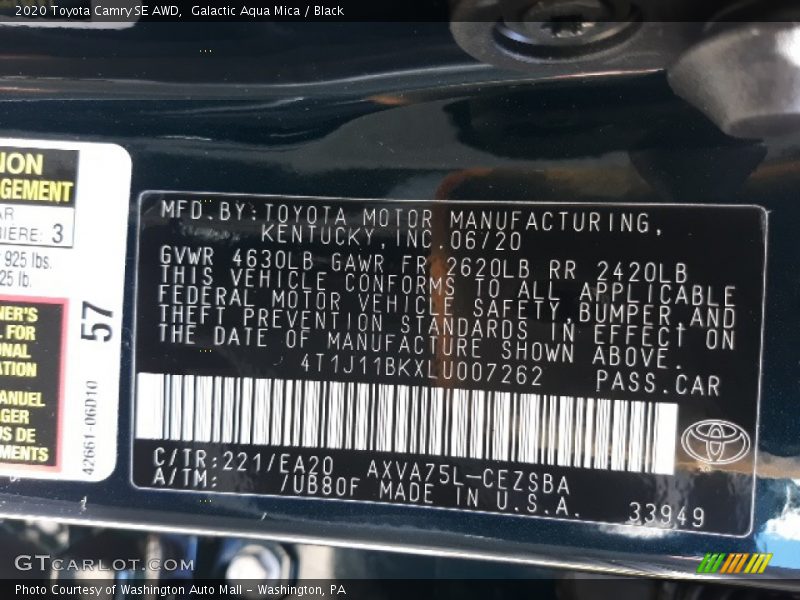 2020 Toyota Camry SE AWD,  Galactic Aqua Mica / Black
ION
GEMENT
AR
IERE: 3
925 lbs.
25 lb.
NER'S
FOR
ONAL
ATION
MANUEL
AGER
US DE
MENTS
57
42661-06D10
MFD.BY:TOYOTA MOTOR MANUFACTURING,
KENTUCKY,INC.06/20
GVWR 4630LB GAWR FR 2620LB RR 2420LB
THIS VEHICLE CONFORMS TO ALL APPLICABLE
FEDERAL MOTOR VEHICLE SAFETY,BUMPER,AND
THEFT PREVENTION STANDARDS IN EFFECT ON
THE DATE OF MANUFACTURE SHOWN ABOVE.
4T1J11BKXLU007262 PASS.CAR
C/TR:221/EA20 AXVA75L-CEZSBA
A/TM: /UB80F MADE IN U.S.A.
33949
GTCARLOT.COM
Photo Courtesy of Washington Auto Mall - Washington, PA